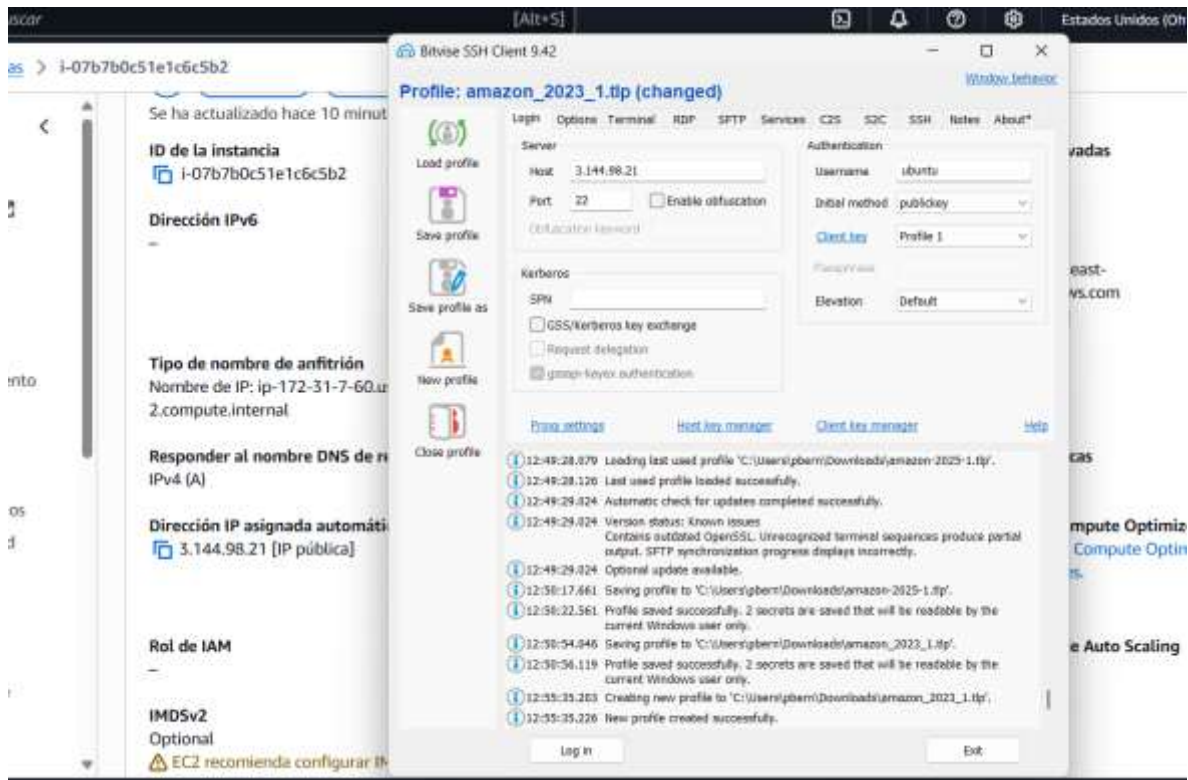 uscar
[Alt+S]
Estados Unidos (Oh
as > i-07b7b0c51e1c6c5b2
Se ha actualizado hace 10 minut
ID de la instancia
i-07b7b0c51e1c6c5b2
Dirección IPv6
–
Tipo de nombre de anfitrión
Nombre de IP: ip-172-31-7-60.us
2.compute.internal
Responder al nombre DNS de re
IPv4 (A)
Dirección IP asignada automáti
3.144.98.21 [IP pública]
Rol de IAM
–
IMDSv2
Optional
EC2 recomienda configurar IM
ento
os
d
Bitvise SSH Client 9.42
Window behavior
Profile: amazon_2023_1.tlp (changed)
Load profile
Save profile
Save profile as
New profile
Close profile
Login Options Terminal RDP SFTP Services C2S S2C SSH Notes About*
Server
Host 3.144.98.21
Port 22 Enable obfuscation
Obfuscation keyword
Kerberos
SPN
GSS/Kerberos key exchange
Request delegation
gssapi-keyex authentication
Authentication
Username ubuntu
Initial method publickey
Client key Profile 1
Passphrase
Elevation Default
Proxy settings Host key manager Client key manager Help
12:49:28.079 Loading last used profile 'C:\Users\pbern\Downloads\amazon-2025-1.tlp'.
12:49:28.126 Last used profile loaded successfully.
12:49:29.024 Automatic check for updates completed successfully.
12:49:29.024 Version status: Known issues
Contains outdated OpenSSL. Unrecognized terminal sequences produce partial
output. SFTP synchronization progress displays incorrectly.
12:49:29.024 Optional update available.
12:50:17.661 Saving profile to 'C:\Users\pbern\Downloads\amazon-2025-1.tlp'.
12:50:22.561 Profile saved successfully. 2 secrets are saved that will be readable by the
current Windows user only.
12:50:54.046 Saving profile to 'C:\Users\pbern\Downloads\amazon_2023_1.tlp'.
12:50:56.119 Profile saved successfully. 2 secrets are saved that will be readable by the
current Windows user only.
12:55:35.203 Creating new profile to 'C:\Users\pbern\Downloads\amazon_2023_1.tlp'.
12:55:35.226 New profile created successfully.
Log in
Exit
vadas
east-
ws.com
cas
mpute Optimiz
Compute Optin
es.
e Auto Scaling